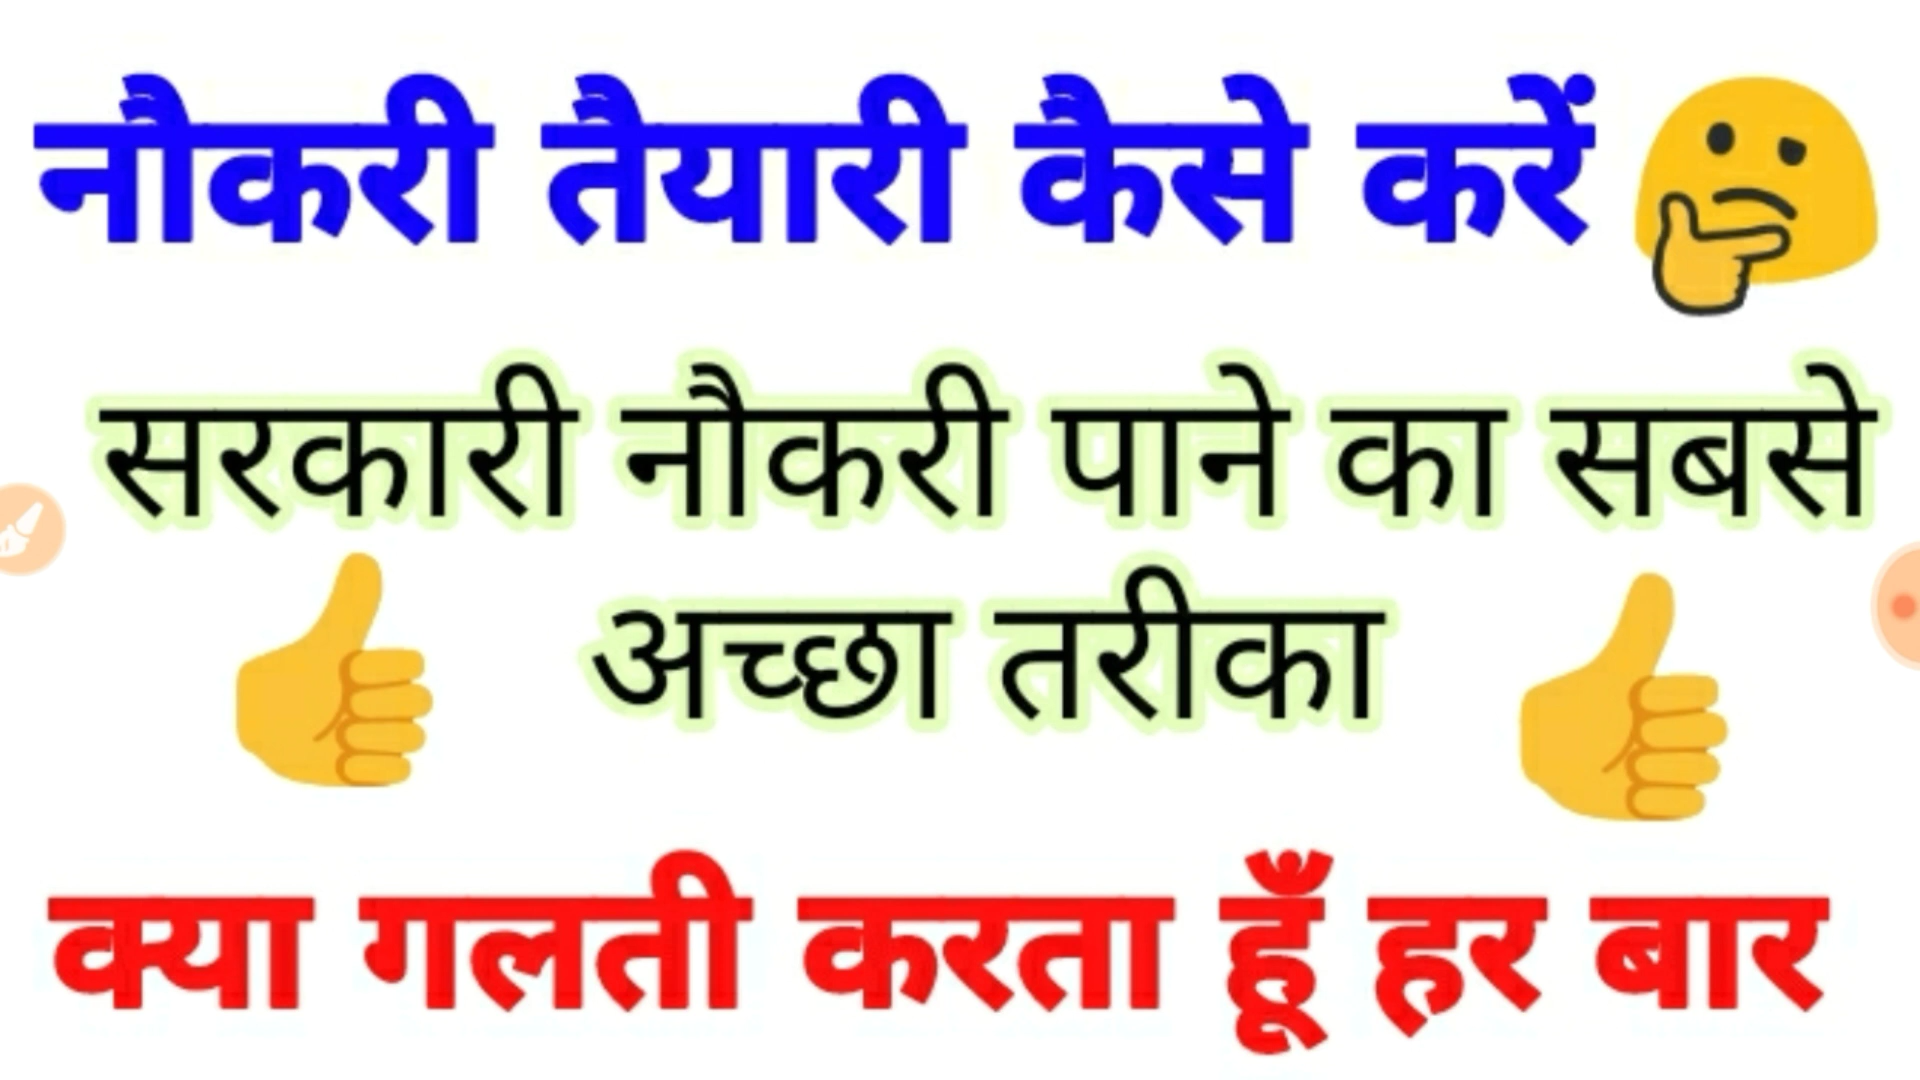 नौकरी तैयारी कैसे करें
सरकारी नौकरी पाने का सबसे
अच्छा तरीका
क्या गलती करता हूँ हर बार